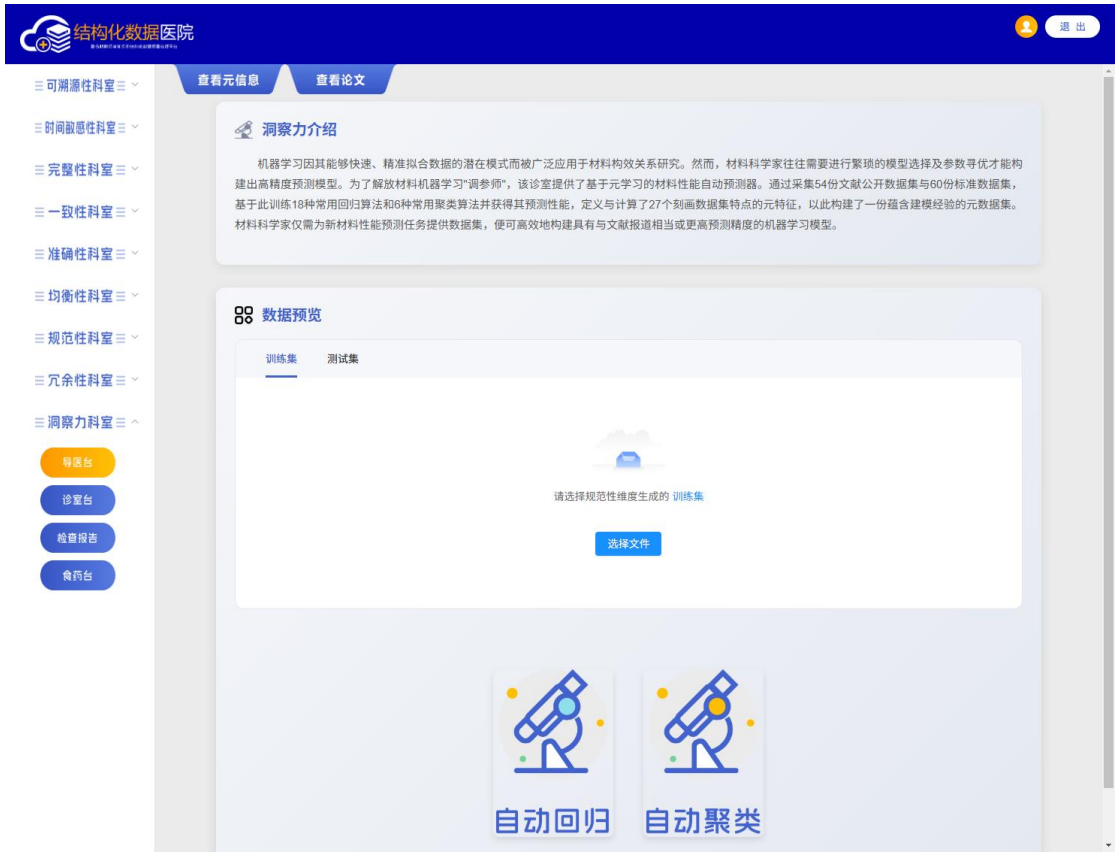 结构化数据医院
退 出
可溯源性科室
时间敏感性科室
完整性科室
一致性科室
准确性科室
均衡性科室
规范性科室
冗余性科室
洞察力科室
导医台
诊室台
检查报告
食药台
查看元信息
查看论文
洞察力介绍
机器学习因其能够快速、精准拟合数据的潜在模式而被广泛应用于材料构效关系研究。然而，材料科学家往往需要进行繁琐的模型选择及参数寻优才能构
建出高精度预测模型。为了解放材料机器学习"调参师"，该诊室提供了基于元学习的材料性能自动预测器。通过采集54份文献公开数据集与60份标准数据集，
基于此训练18种常用回归算法和6种常用聚类算法并获得其预测性能，定义与计算了27个刻画数据集特点的元特征，以此构建了一份蕴含建模经验的元数据集。
材料科学家仅需为新材料性能预测任务提供数据集，便可高效地构建具有与文献报道相当或更高预测精度的机器学习模型。
数据预览
训练集 测试集
请选择规范性维度生成的 训练集
选择文件
自动回归 自动聚类